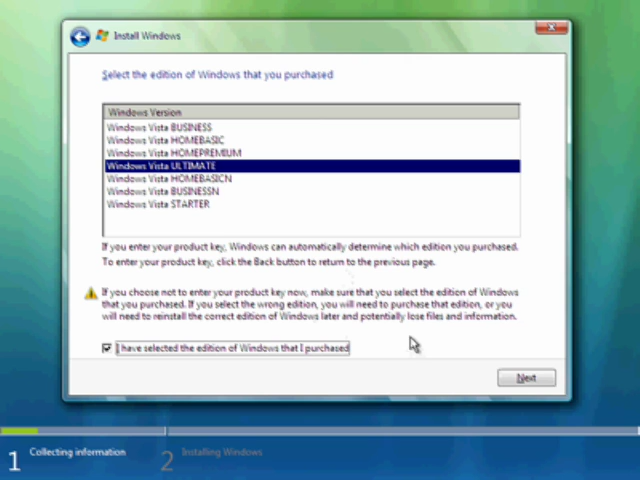 Install Windows
Select the edition of Windows that you purchased
Windows Version
Windows Vista BUSINESS
Windows Vista HOMEBASIC
Windows Vista HOMEPREMIUM
Windows Vista ULTIMATE
Windows Vista HOMEBASICN
Windows Vista BUSINESSN
Windows Vista STARTER
If you enter your product key, Windows can automatically determine which edition you purchased.
To enter your product key, click the Back button to return to the previous page.
If you choose not to enter your product key now, make sure that you select the edition of Windows
that you purchased. If you select the wrong edition, you will need to purchase that edition, or you
will need to reinstall the correct edition of Windows later and potentially lose files and information.
I have selected the edition of Windows that I purchased
Next
1 Collecting information
2 Installing Windows